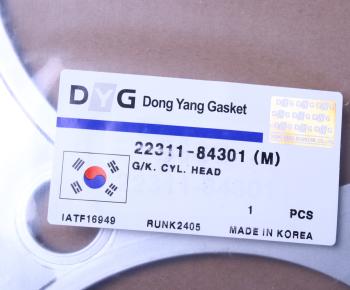 DYG Dong Yang Gasket
22311-84301 (M)
G/K. CYL. HEAD
1 PCS
IATF16949 RUNK2405 MADE IN KOREA